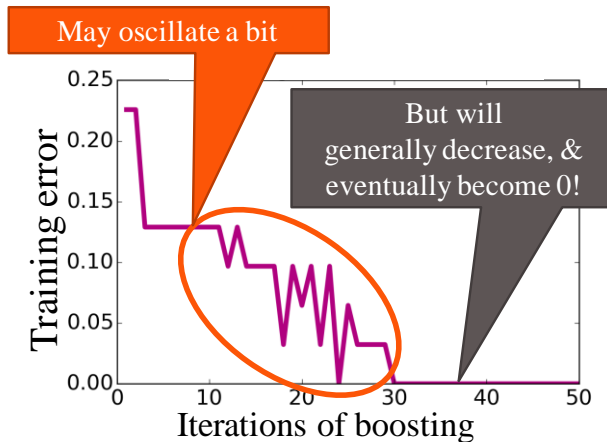 May oscillate a bit
But will
generally decrease, &
eventually become 0!
Training error
0.25
0.20
0.15
0.10
0.05
0.00
0 10 20 30 40 50
Iterations of boosting